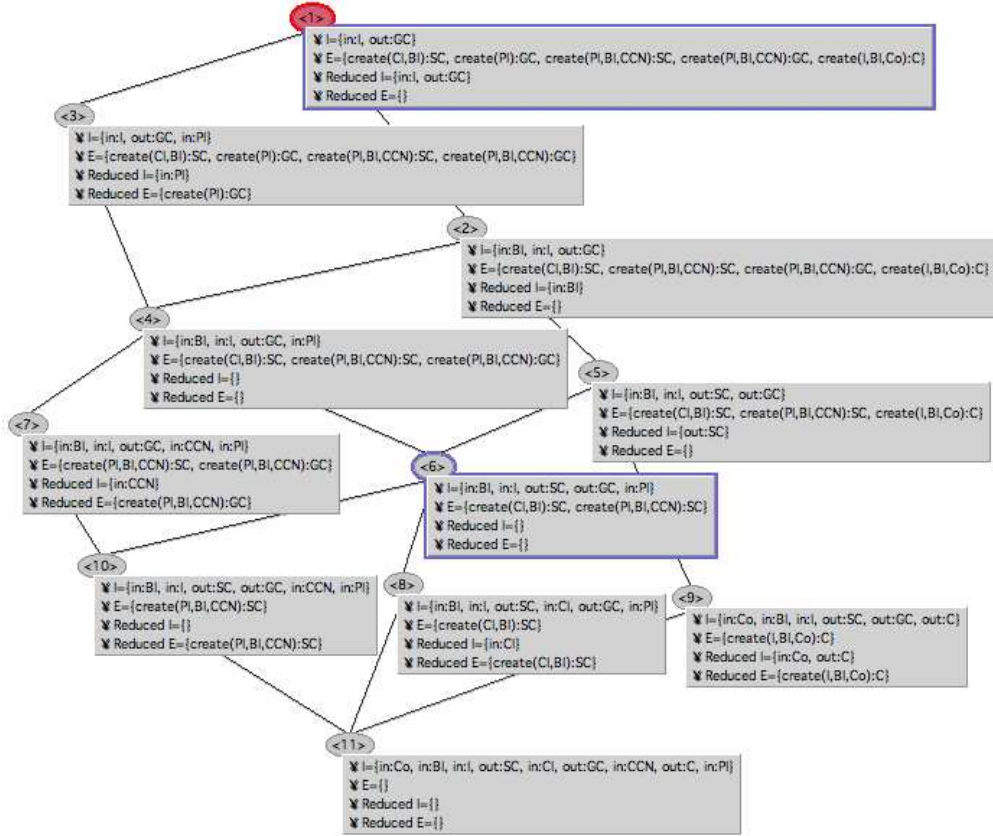 <1>
¥ I={in:I, out:GC}
¥ E={create(CI,BI):SC, create(PI):GC, create(PI,BI,CCN):SC, create(PI,BI,CCN):GC, create(I,BI,Co):C}
¥ Reduced I={in:I, out:GC}
¥ Reduced E={}
<3>
¥ I={in:I, out:GC, in:PI}
¥ E={create(CI,BI):SC, create(PI):GC, create(PI,BI,CCN):SC, create(PI,BI,CCN):GC}
¥ Reduced I={in:PI}
¥ Reduced E={create(PI):GC}
<2>
¥ I={in:BI, in:I, out:GC}
¥ E={create(CI,BI):SC, create(PI,BI,CCN):SC, create(PI,BI,CCN):GC, create(I,BI,Co):C}
¥ Reduced I={in:BI}
¥ Reduced E={}
<4>
¥ I={in:BI, in:I, out:GC, in:PI}
¥ E={create(CI,BI):SC, create(PI,BI,CCN):SC, create(PI,BI,CCN):GC}
¥ Reduced I={}
¥ Reduced E={}
<5>
¥ I={in:BI, in:I, out:SC, out:GC}
¥ E={create(CI,BI):SC, create(PI,BI,CCN):SC, create(I,BI,Co):C}
¥ Reduced I={out:SC}
¥ Reduced E={}
<7>
¥ I={in:BI, in:I, out:GC, in:CCN, in:PI}
¥ E={create(PI,BI,CCN):SC, create(PI,BI,CCN):GC}
¥ Reduced I={in:CCN}
¥ Reduced E={create(PI,BI,CCN):GC}
<6>
¥ I={in:BI, in:I, out:SC, out:GC, in:PI}
¥ E={create(CI,BI):SC, create(PI,BI,CCN):SC}
¥ Reduced I={}
¥ Reduced E={}
<10>
¥ I={in:BI, in:I, out:SC, out:GC, in:CCN, in:PI}
¥ E={create(PI,BI,CCN):SC}
¥ Reduced I={}
¥ Reduced E={create(PI,BI,CCN):SC}
<8>
¥ I={in:BI, in:I, out:SC, in:CI, out:GC, in:PI}
¥ E={create(CI,BI):SC}
¥ Reduced I={in:CI}
¥ Reduced E={create(CI,BI):SC}
<9>
¥ I={in:Co, in:BI, in:I, out:SC, out:GC, out:C}
¥ E={create(I,BI,Co):C}
¥ Reduced I={in:Co, out:C}
¥ Reduced E={create(I,BI,Co):C}
<11>
¥ I={in:Co, in:BI, in:I, out:SC, in:CI, out:GC, in:CCN, out:C, in:PI}
¥ E={}
¥ Reduced I={}
¥ Reduced E={}